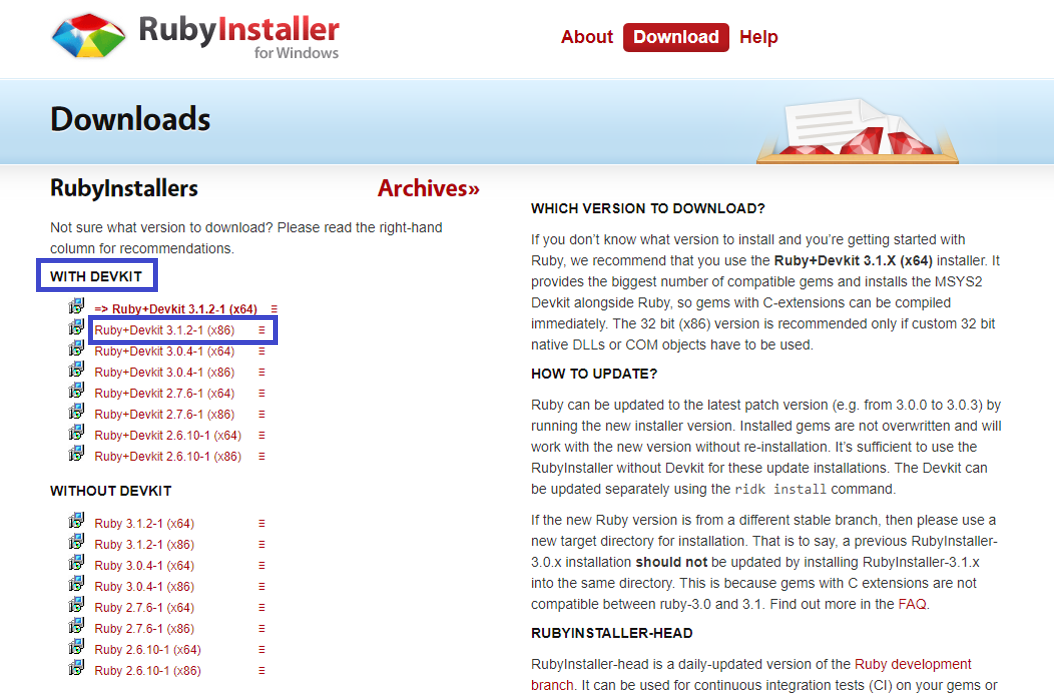 RubyInstaller
for Windows
About Download Help
Downloads
RubyInstallers Archives»
Not sure what version to download? Please read the right-hand
column for recommendations.
WITH DEVKIT
=> Ruby+Devkit 3.1.2-1 (x64)
Ruby+Devkit 3.1.2-1 (x86)
Ruby+Devkit 3.0.4-1 (x64)
Ruby+Devkit 3.0.4-1 (x86)
Ruby+Devkit 2.7.6-1 (x64)
Ruby+Devkit 2.7.6-1 (x86)
Ruby+Devkit 2.6.10-1 (x64)
Ruby+Devkit 2.6.10-1 (x86)
WITHOUT DEVKIT
Ruby 3.1.2-1 (x64)
Ruby 3.1.2-1 (x86)
Ruby 3.0.4-1 (x64)
Ruby 3.0.4-1 (x86)
Ruby 2.7.6-1 (x64)
Ruby 2.7.6-1 (x86)
Ruby 2.6.10-1 (x64)
Ruby 2.6.10-1 (x86)
WHICH VERSION TO DOWNLOAD?
If you don’t know what version to install and you’re getting started with
Ruby, we recommend that you use the Ruby+Devkit 3.1.X (x64) installer. It
provides the biggest number of compatible gems and installs the MSYS2
Devkit alongside Ruby, so gems with C-extensions can be compiled
immediately. The 32 bit (x86) version is recommended only if custom 32 bit
native DLLs or COM objects have to be used.
HOW TO UPDATE?
Ruby can be updated to the latest patch version (e.g. from 3.0.0 to 3.0.3) by
running the new installer version. Installed gems are not overwritten and will
work with the new version without re-installation. It’s sufficient to use the
RubyInstaller without Devkit for these update installations. The Devkit can
be updated separately using the ridk install command.
If the new Ruby version is from a different stable branch, then please use a
new target directory for installation. That is to say, a previous RubyInstaller-
3.0.x installation should not be updated by installing RubyInstaller-3.1.x
into the same directory. This is because gems with C extensions are not
compatible between ruby-3.0 and 3.1. Find out more in the FAQ.
RUBYINSTALLER-HEAD
RubyInstaller-head is a daily-updated version of the Ruby development
branch. It can be used for continuous integration tests (CI) on your gems or